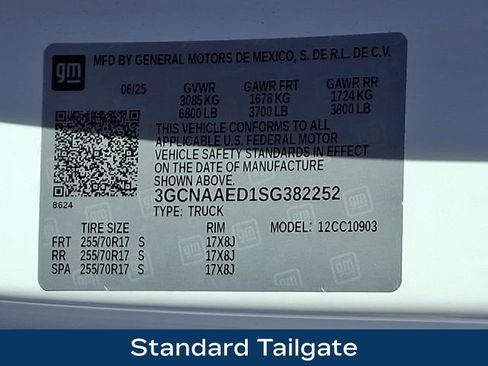 gm
MFD BY GENERAL MOTORS DE MEXICO, S. DE R.L. DE C.V.
06/25 GVWR GAWR FRT GAWR RR
3085 KG 1678 KG 1724 KG
6800 LB 3700 LB 3800 LB
THIS VEHICLE CONFORMS TO ALL
APPLICABLE U.S. FEDERAL MOTOR
VEHICLE SAFETY STANDARDS IN EFFECT
ON THE DATE OF MANUFACTURE
SHOWN ABOVE.
8624
3GCNAAED1SG382252
TYPE: TRUCK
TIRE SIZE RIM MODEL: 12CC10903
FRT 255/70R17 S 17X8J
RR 255/70R17 S 17X8J
SPA 255/70R17 S 17X8J
Standard Tailgate